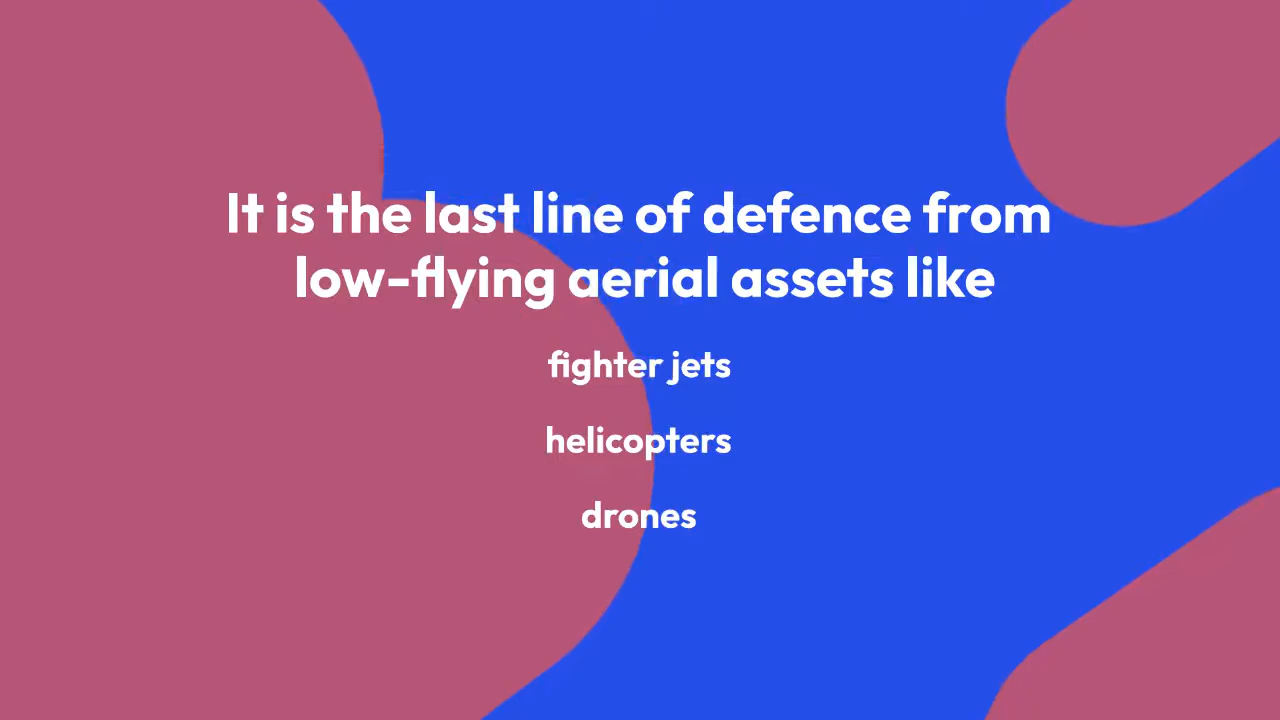 It is the last line of defence from
low-flying aerial assets like
fighter jets
helicopters
drones